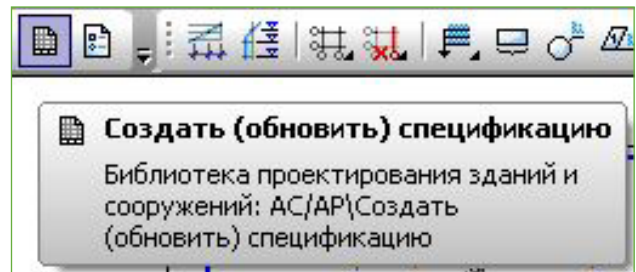 Создать (обновить) спецификацию
Библиотека проектирования зданий и
сооружений: АС/АР\Создать
(обновить) спецификацию